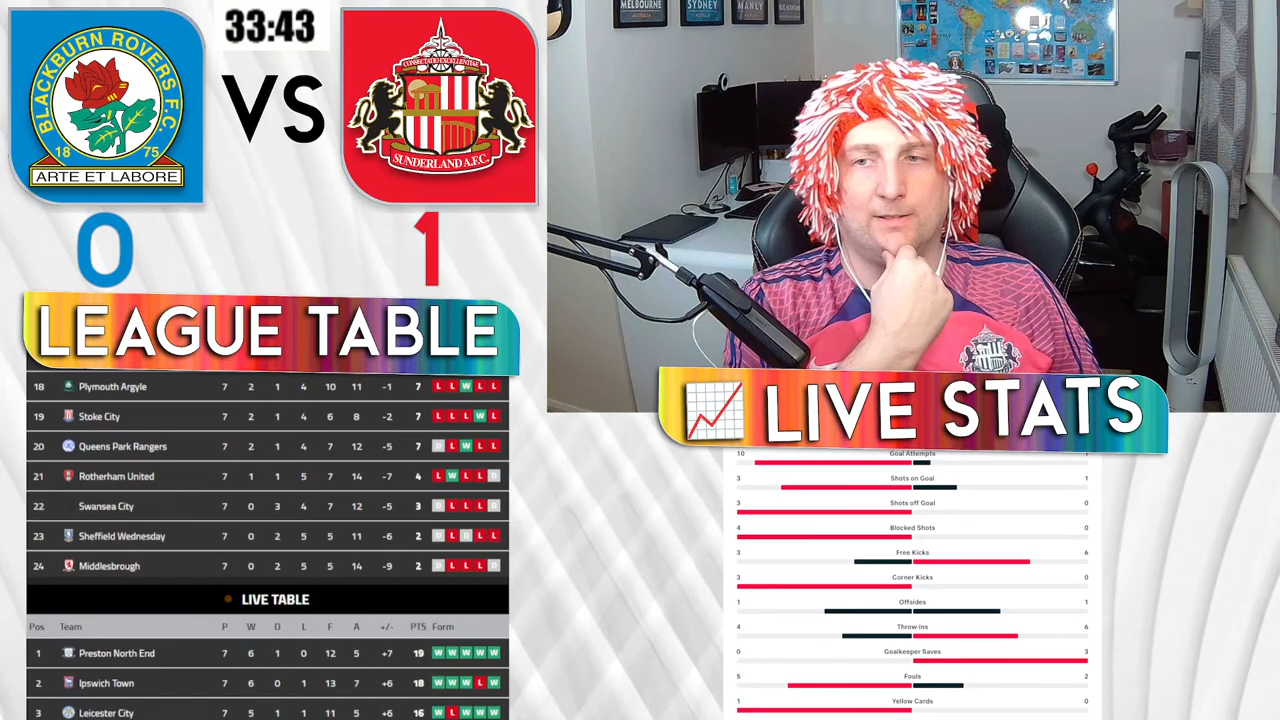 BLACKBURN ROVERS F.C.
18 75
ARTE ET LABORE
33:43
VS
CONSECTATIO EXCELLENTIAE
SUNDERLAND A.F.C.
0
1
MELBOURNE
AUSTRALIA
SYDNEY
AUSTRALIA
MANLY
BLUE MOUNTAINS
LEAGUE TABLE
18 Plymouth Argyle 7 2 1 4 10 11 -1 7 L L W L L
19 Stoke City 7 2 1 4 6 8 -2 7 L L L W L
20 Queens Park Rangers 7 2 1 4 7 12 -5 7 D L W L L
21 Rotherham United 1 1 5 7 14 -7 4 L W L L D
22 Swansea City 0 3 4 7 12 -5 3 D L L L D
23 Sheffield Wednesday 7 0 2 5 5 11 -6 2 D L D L L
24 Middlesbrough 7 0 2 5 5 14 -9 2 D L L L D
LIVE TABLE
Pos Team P W D L F A +/- PTS Form
1 Preston North End 7 6 1 0 12 5 +7 19 W W W W W
2 Ipswich Town 7 6 0 1 13 7 +6 18 W W W L W
3 Leicester City 5 1 1 11 5 +6 16 W L W W W
LIVE STATS
10 Goal Attempts 1
3 Shots on Goal 1
3 Shots off Goal 0
4 Blocked Shots 0
3 Free Kicks 6
3 Corner Kicks 0
1 Offsides 1
4 Throw ins 6
0 Goalkeeper Saves 3
5 Fouls 2
1 Yellow Cards 0